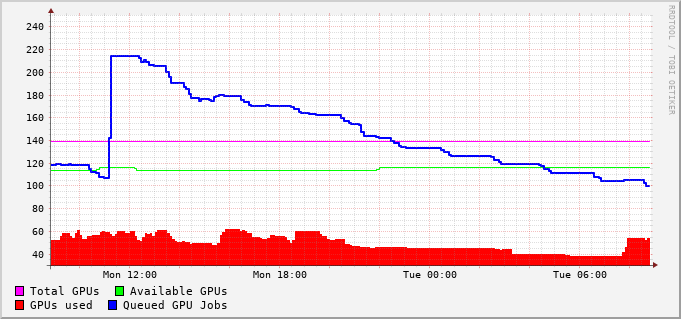 240
220
200
180
160
140
120
100
80
60
40
Mon 12:00 Mon 18:00 Tue 00:00 Tue 06:00
Total GPUs Available GPUs
GPUs used Queued GPU Jobs
RRDTOOL / TOBI OETIKER